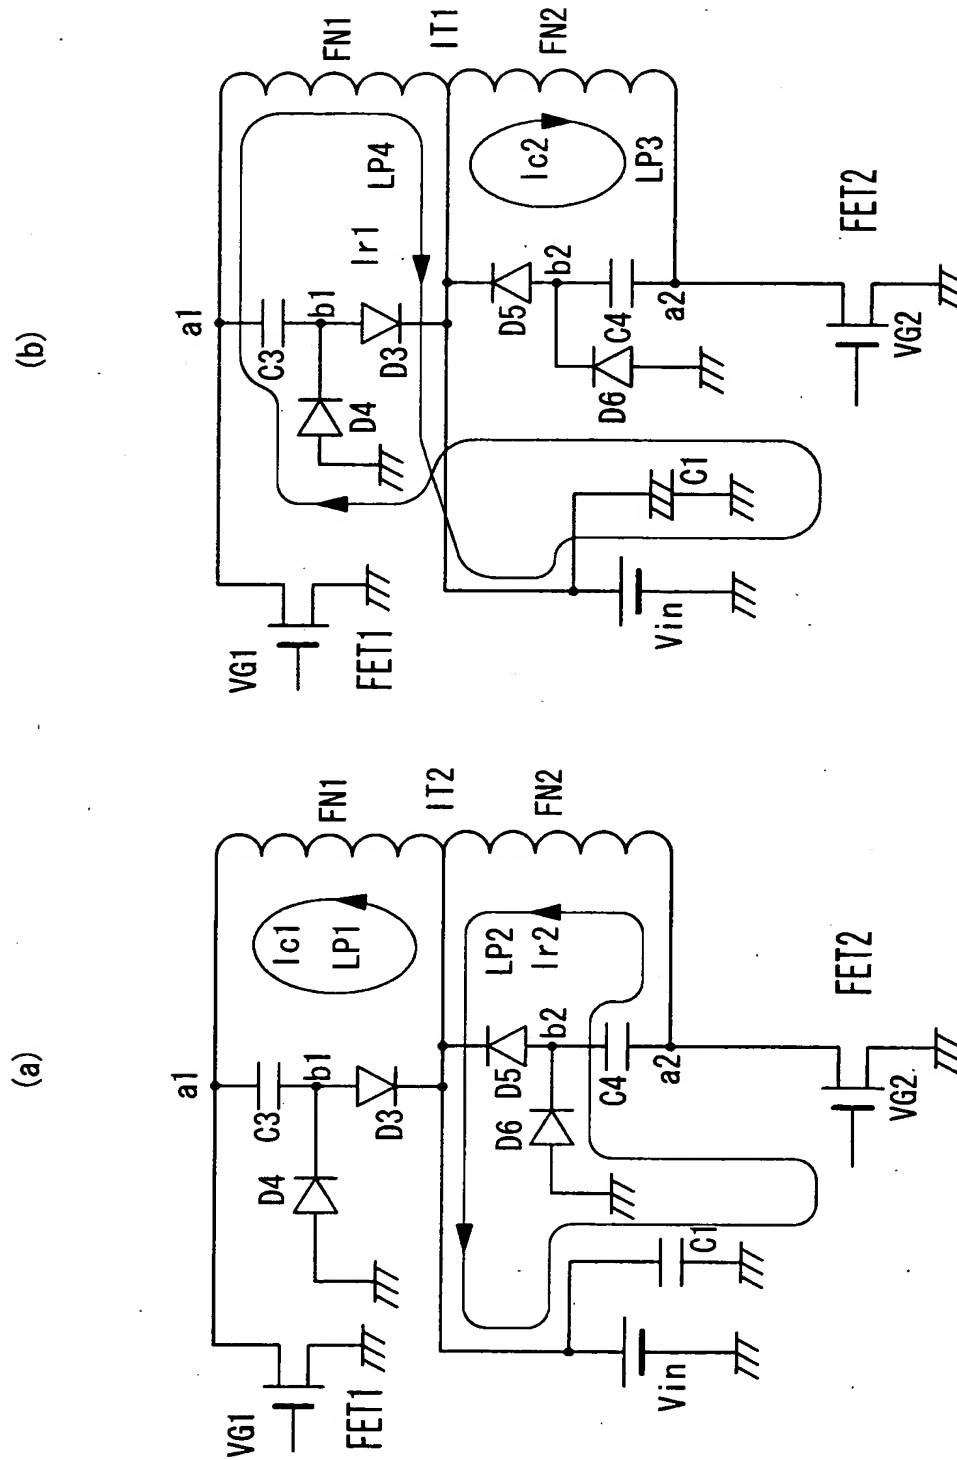 (a)
a1
C3
b1
D4
D3
VG1
FET1
Ic1
LP1
FN1
IT2
FN2
LP2
Ir2
D5
b2
D6
C4
a2
C1
Vin
VG2
FET2
(b)
a1
C3
b1
D4
D3
VG1
FET1
LP4
Ir1
FN1
IT1
FN2
Ic2
LP3
D5
b2
D6
C4
a2
C1
Vin
VG2
FET2